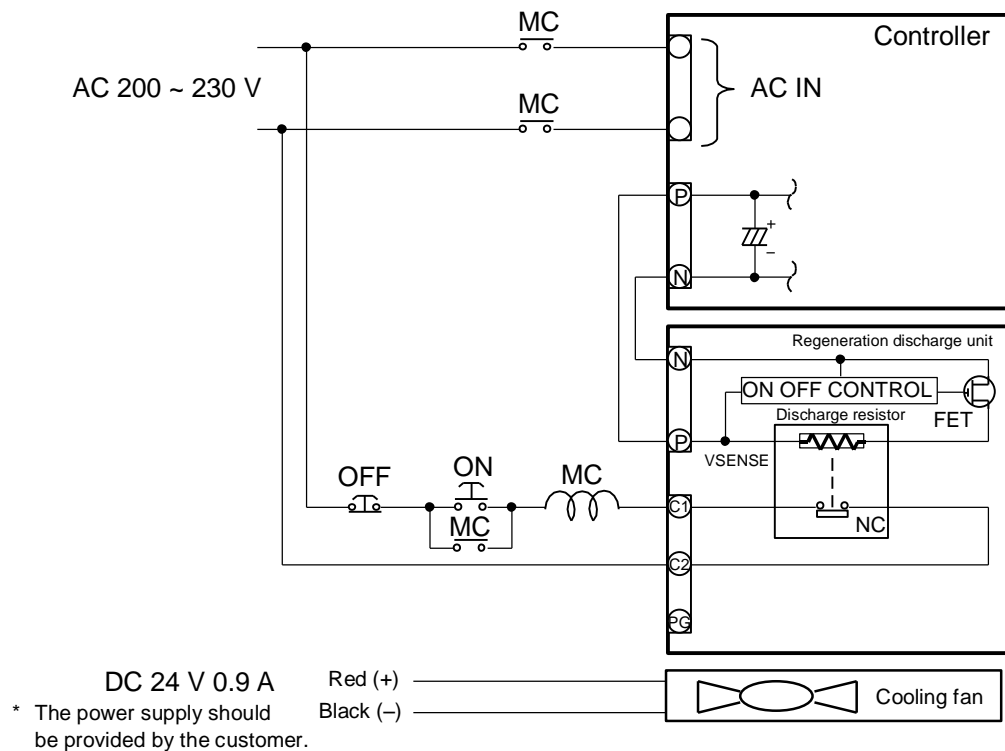 MC
Controller
AC 200 ~ 230 V
AC IN
MC
P
+
–
N
Regeneration discharge unit
N
ON OFF CONTROL
Discharge resistor
FET
P
VSENSE
OFF
ON
MC
C1
MC
NC
C2
PG
DC 24 V 0.9 A
Red (+)
Black (–)
Cooling fan
* The power supply should
be provided by the customer.